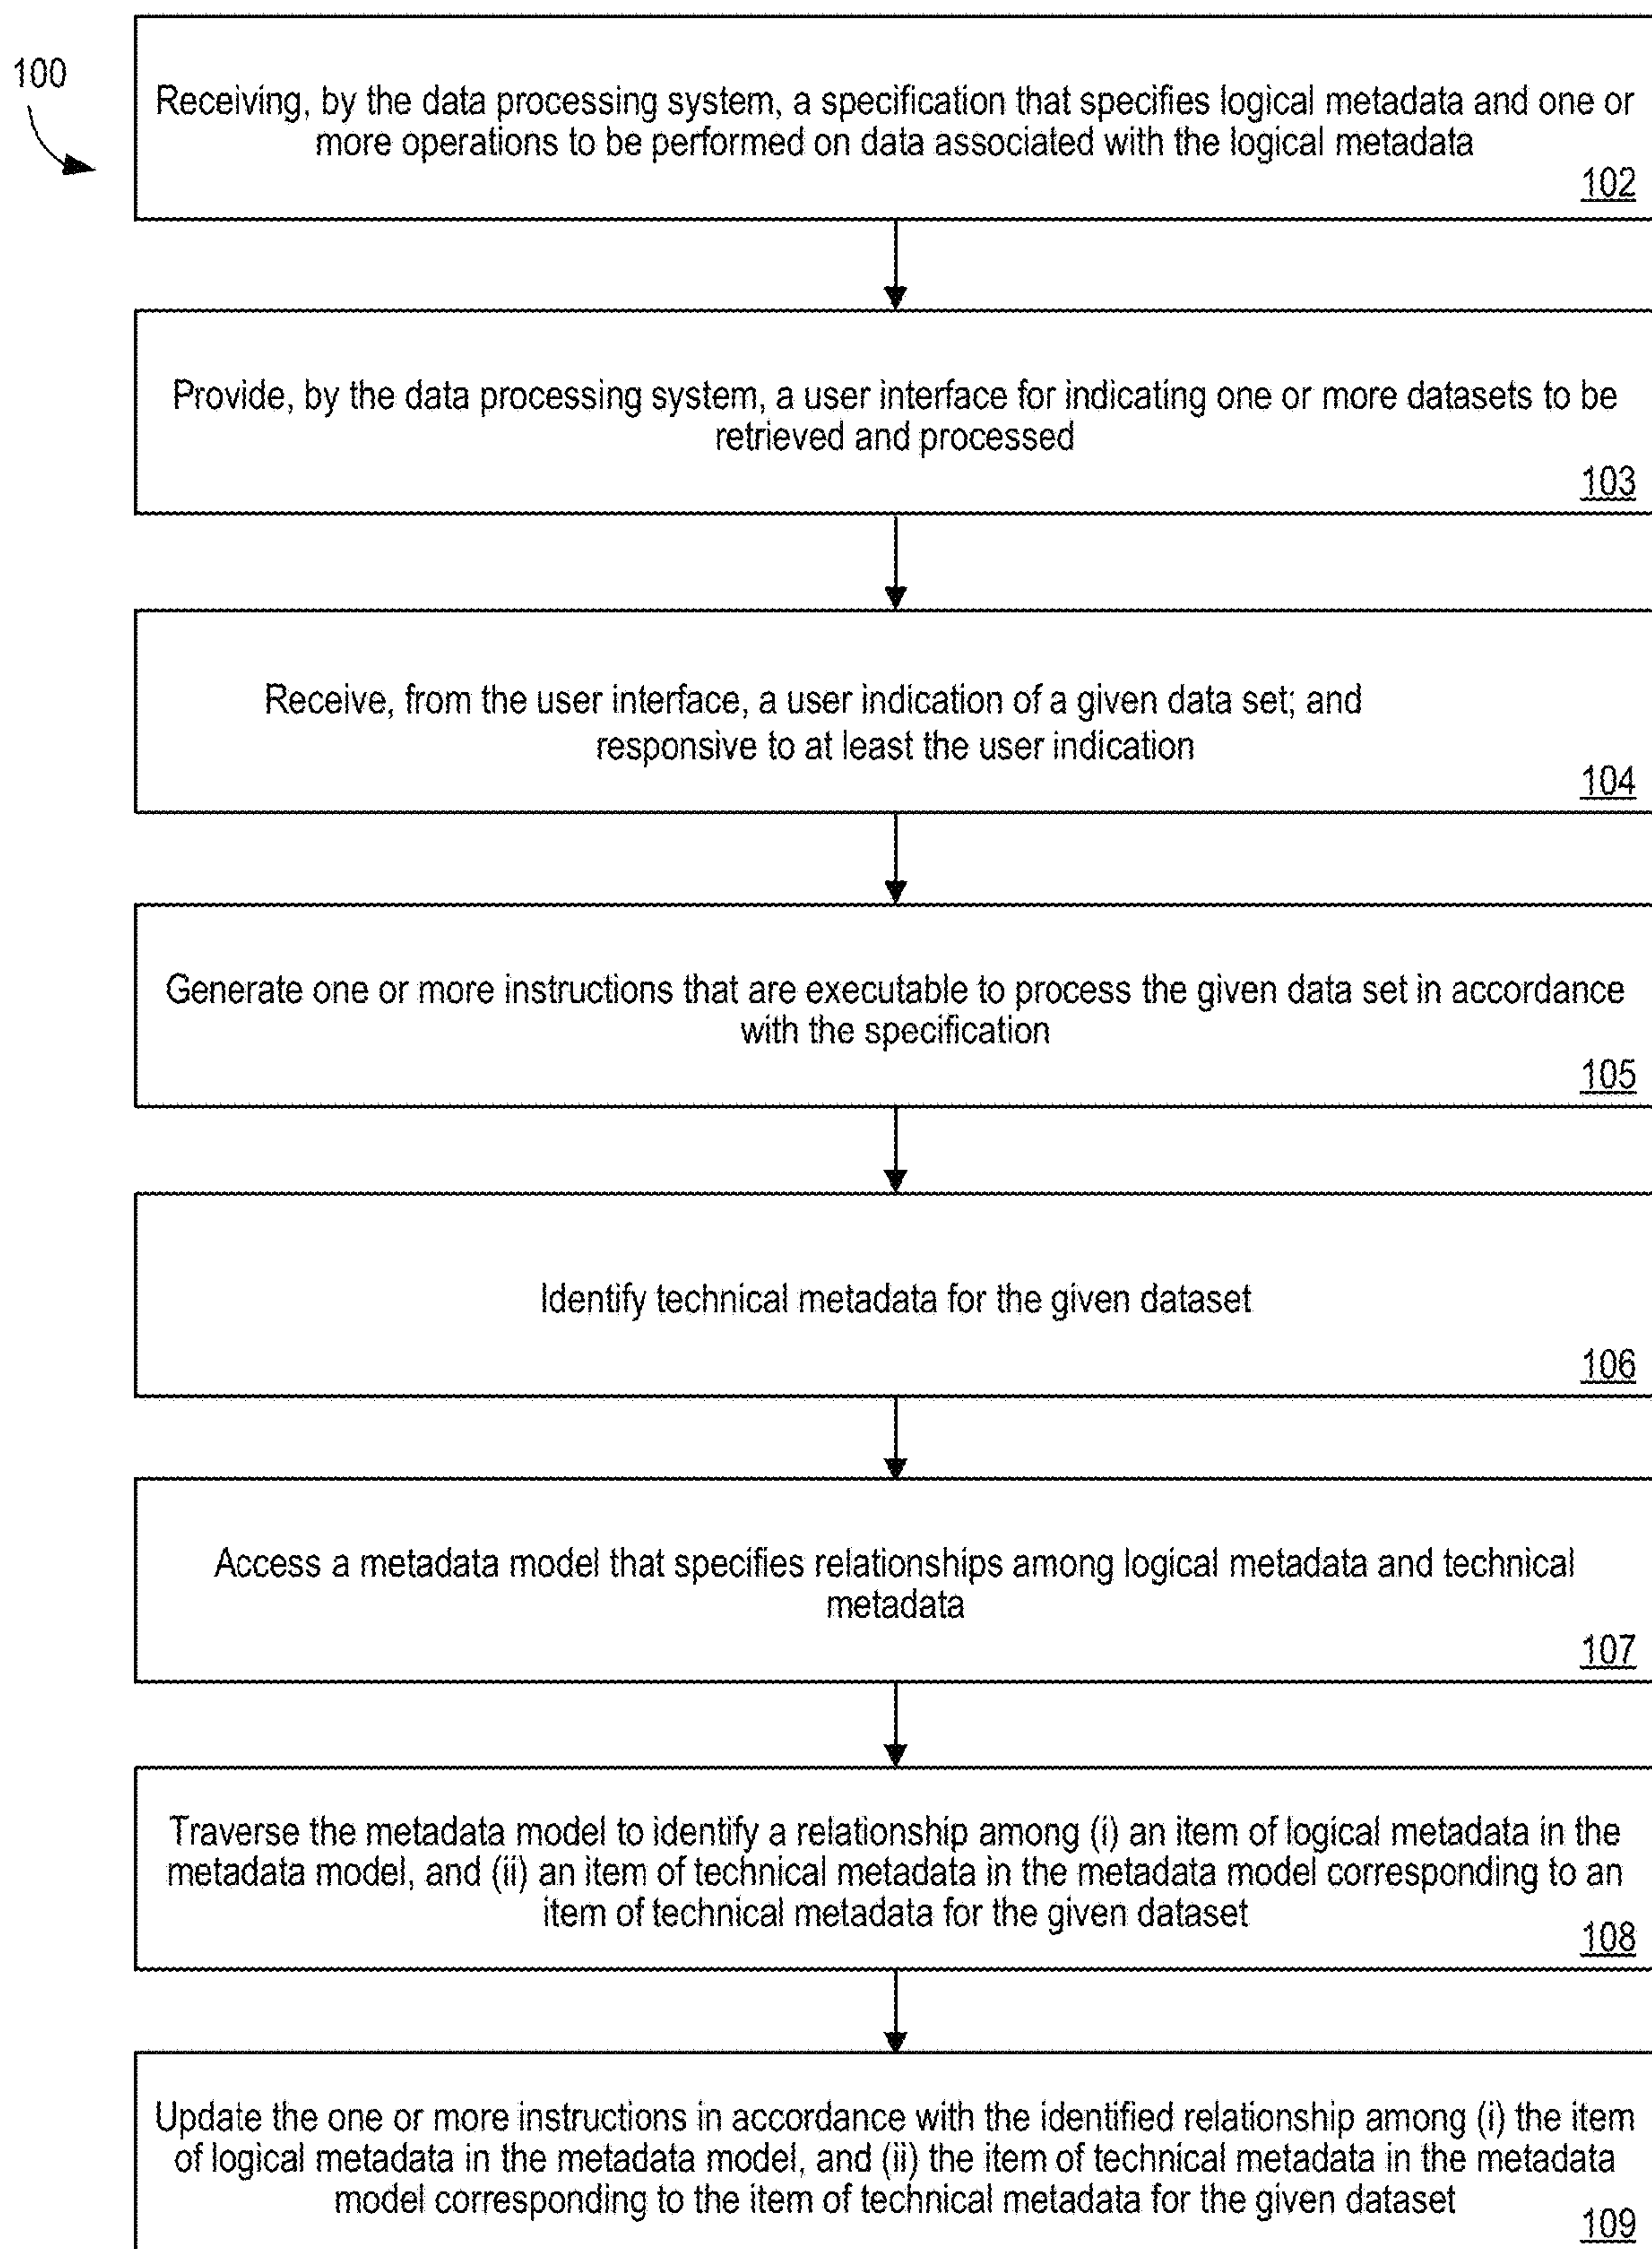 100
Receiving, by the data processing system, a specification that specifies logical metadata and one or
more operations to be performed on data associated with the logical metadata
102
Provide, by the data processing system, a user interface for indicating one or more datasets to be
retrieved and processed
103
Receive, from the user interface, a user indication of a given data set; and
responsive to at least the user indication
104
Generate one or more instructions that are executable to process the given data set in accordance
with the specification
105
Identify technical metadata for the given dataset
106
Access a metadata model that specifies relationships among logical metadata and technical
metadata
107
Traverse the metadata model to identify a relationship among (i) an item of logical metadata in the
metadata model, and (ii) an item of technical metadata in the metadata model corresponding to an
item of technical metadata for the given dataset
108
Update the one or more instructions in accordance with the identified relationship among (i) the item
of logical metadata in the metadata model, and (ii) the item of technical metadata in the metadata
model corresponding to the item of technical metadata for the given dataset
109